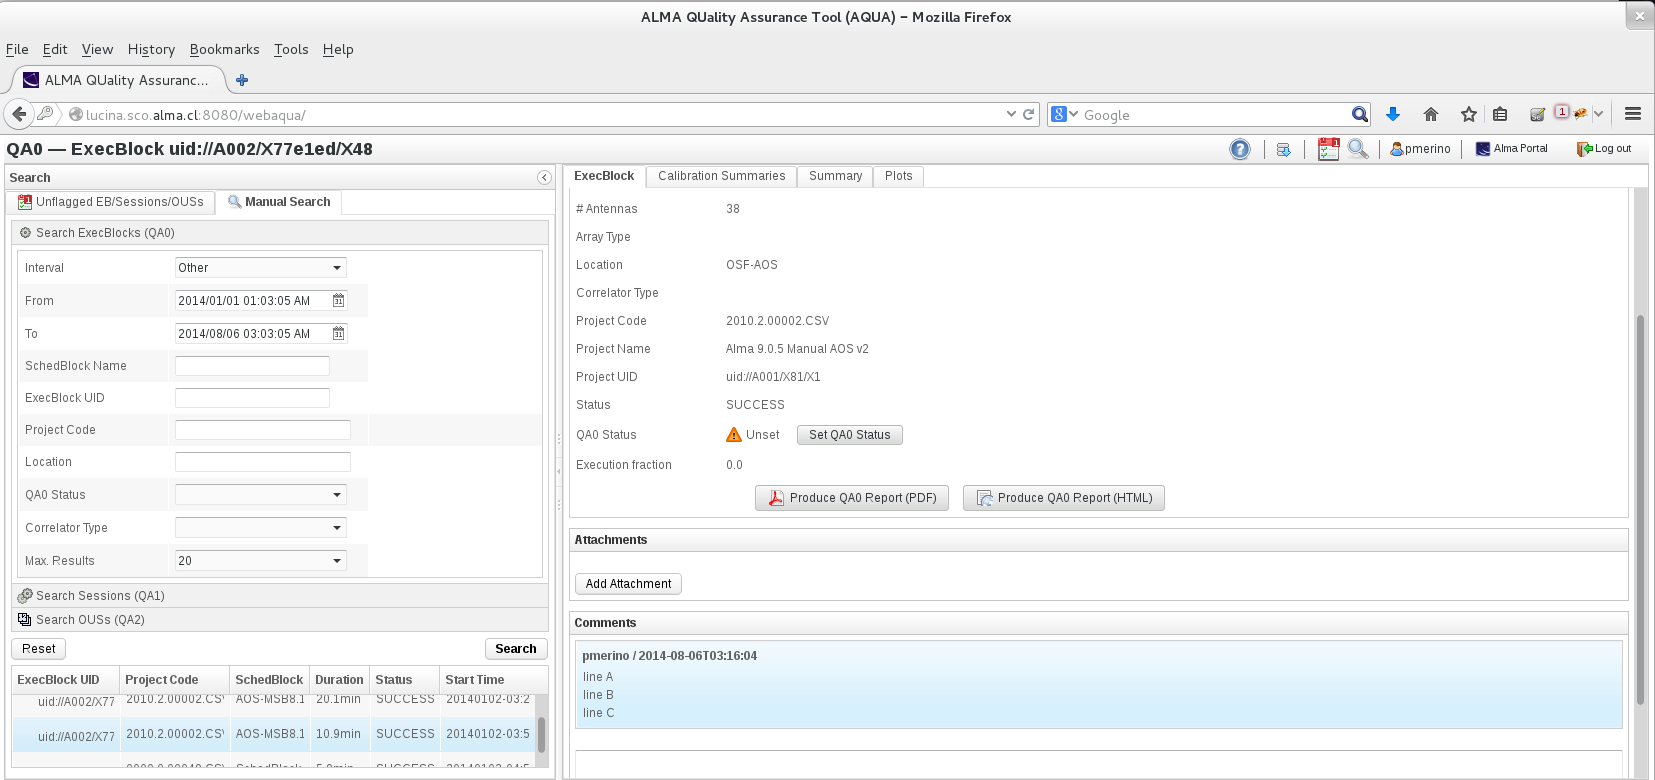 ALMA QUality Assurance Tool (AQUA) – Mozilla Firefox
File Edit View History Bookmarks Tools Help
ALMA QUality Assuranc...
lucina.sco.alma.cl:8080/webaqua/
8 Google
1
QA0 — ExecBlock uid://A002/X77e1ed/X48
1 pmerino Alma Portal Log out
Search
1 Unflagged EB/Sessions/OUSs Manual Search
Search ExecBlocks (QA0)
Interval Other
From 2014/01/01 01:03:05 AM 31
To 2014/08/06 03:03:05 AM 31
SchedBlock Name
ExecBlock UID
Project Code
Location
QA0 Status
Correlator Type
Max. Results 20
Search Sessions (QA1)
Search OUSs (QA2)
Reset Search
ExecBlock UID Project Code SchedBlock Duration Status Start Time
uid://A002/X77 2010.2.00002.CSV AOS-MSB8.1 20.1min SUCCESS 20140102-03:2
uid://A002/X77 2010.2.00002.CSV AOS-MSB8.1 10.9min SUCCESS 20140102-03:5
SchedBlock SUCCESS
ExecBlock Calibration Summaries Summary Plots
# Antennas 38
Array Type
Location OSF-AOS
Correlator Type
Project Code 2010.2.00002.CSV
Project Name Alma 9.0.5 Manual AOS v2
Project UID uid://A001/X81/X1
Status SUCCESS
QA0 Status Unset Set QA0 Status
Execution fraction 0.0
Produce QA0 Report (PDF) Produce QA0 Report (HTML)
Attachments
Add Attachment
Comments
pmerino / 2014-08-06T03:16:04
line A
line B
line C